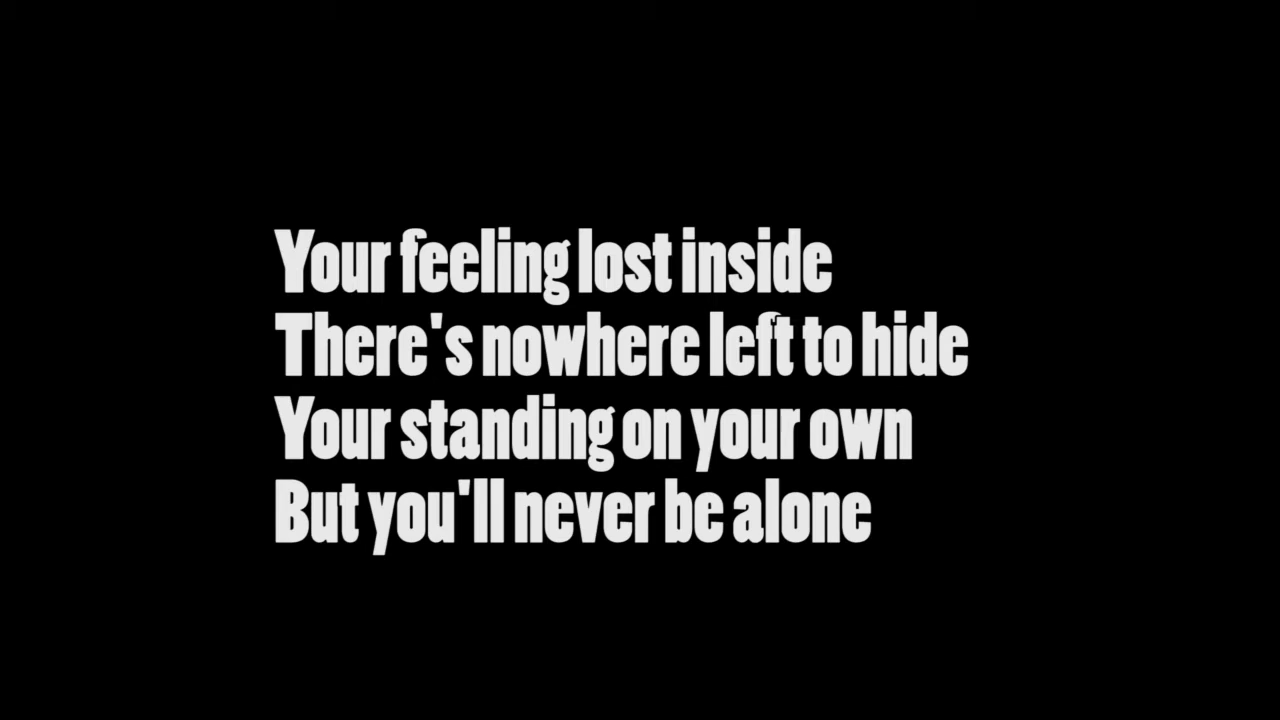 Your feeling lost inside
There's nowhere left to hide
Your standing on your own
But you'll never be alone